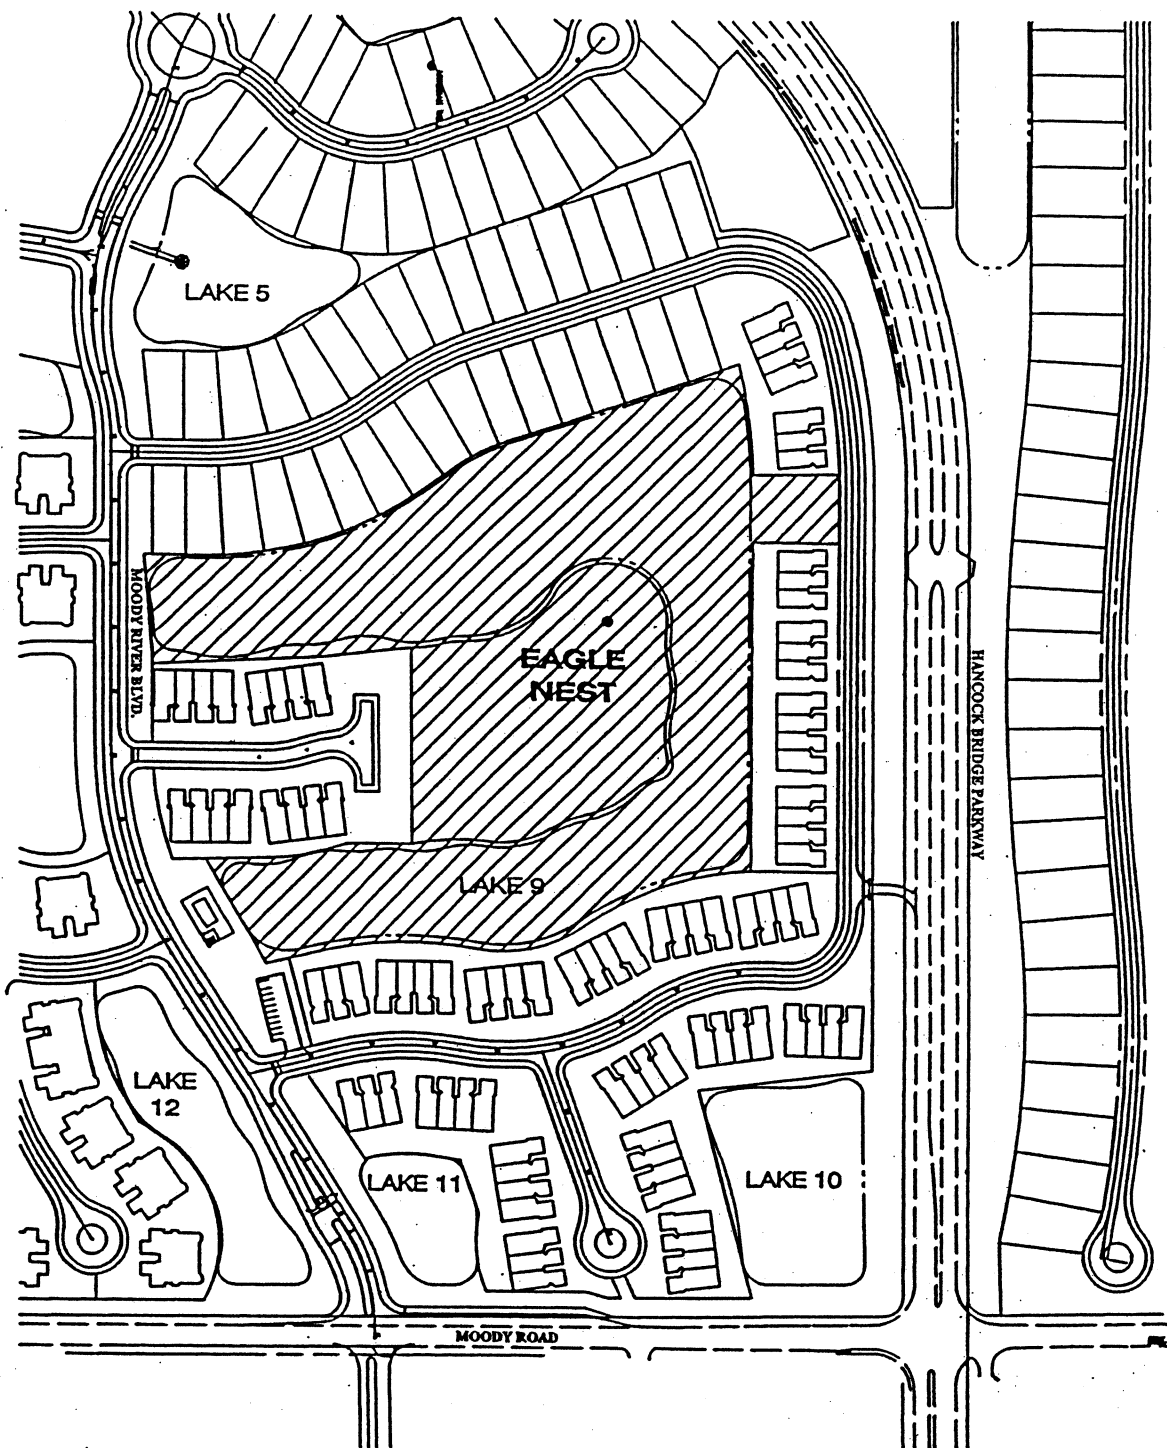 LAKE 5
MOODY RIVER BLVD.
EAGLE
NEST
HANCOCK BRIDGE PARKWAY
LAKE 9
LAKE
12
LAKE 11
LAKE 10
MOODY ROAD